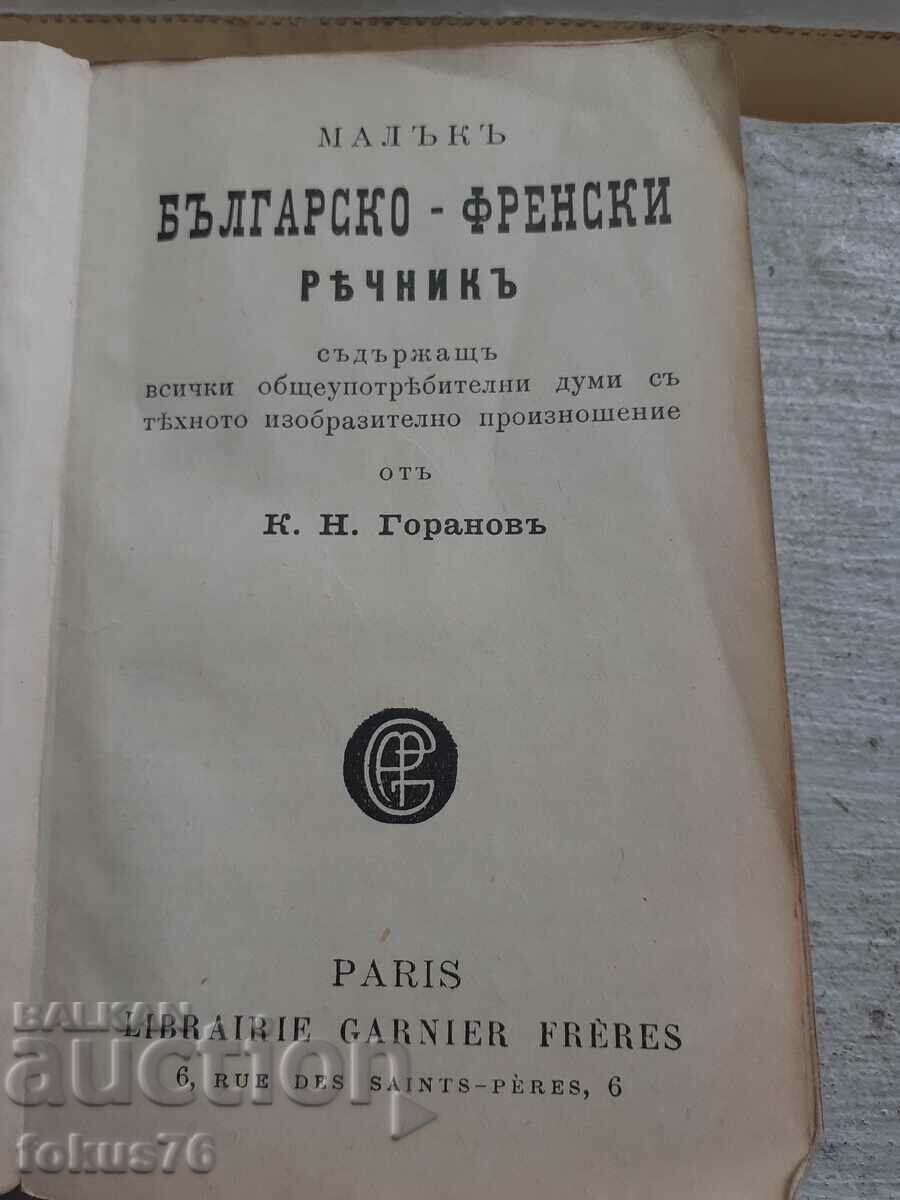 МАЛЪКЪ
БЪЛГАРСКО - ФРЕНСКИ
РѢЧНИКЪ
съдържащъ
всички общеупотрѣбителни думи съ
тѣхното изобразително произношение
отъ
К. Н. Горановъ
PARIS
LIBRAIRIE GARNIER FRÈRES
6, RUE DES SAINTS-PÈRES, 6
BALKAN
auction
fokus76